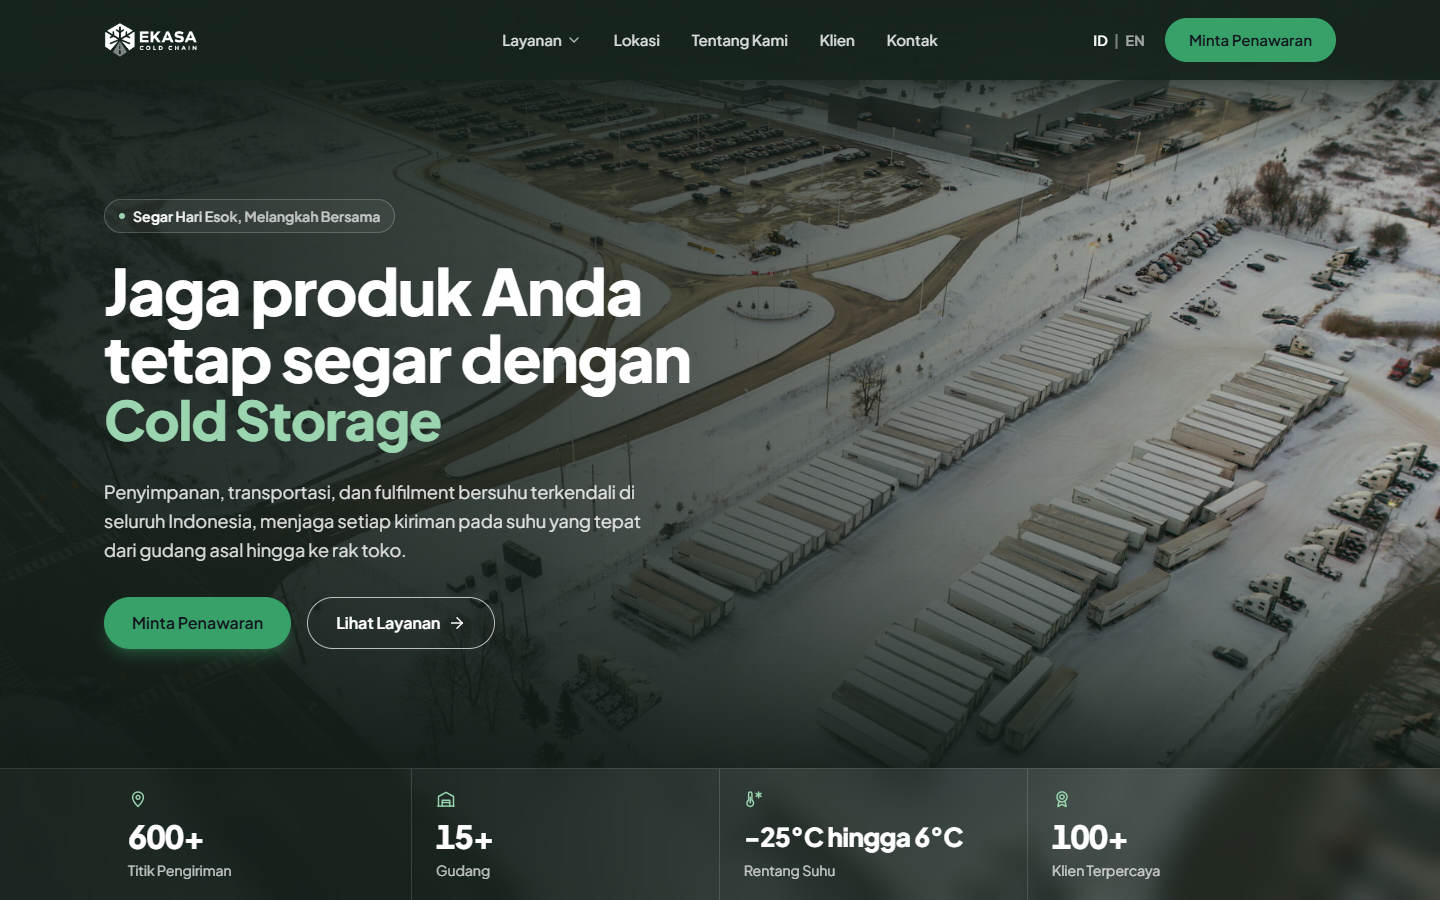 EKASA
COLD CHAIN
Layanan
Lokasi
Tentang Kami
Klien
Kontak
ID | EN
Minta Penawaran
Segar Hari Esok, Melangkah Bersama
Jaga produk Anda
tetap segar dengan
Cold Storage
Penyimpanan, transportasi, dan fulfilment bersuhu terkendali di
seluruh Indonesia, menjaga setiap kiriman pada suhu yang tepat
dari gudang asal hingga ke rak toko.
Minta Penawaran
Lihat Layanan →
600+
Titik Pengiriman
15+
Gudang
-25°C hingga 6°C
Rentang Suhu
100+
Klien Terpercaya